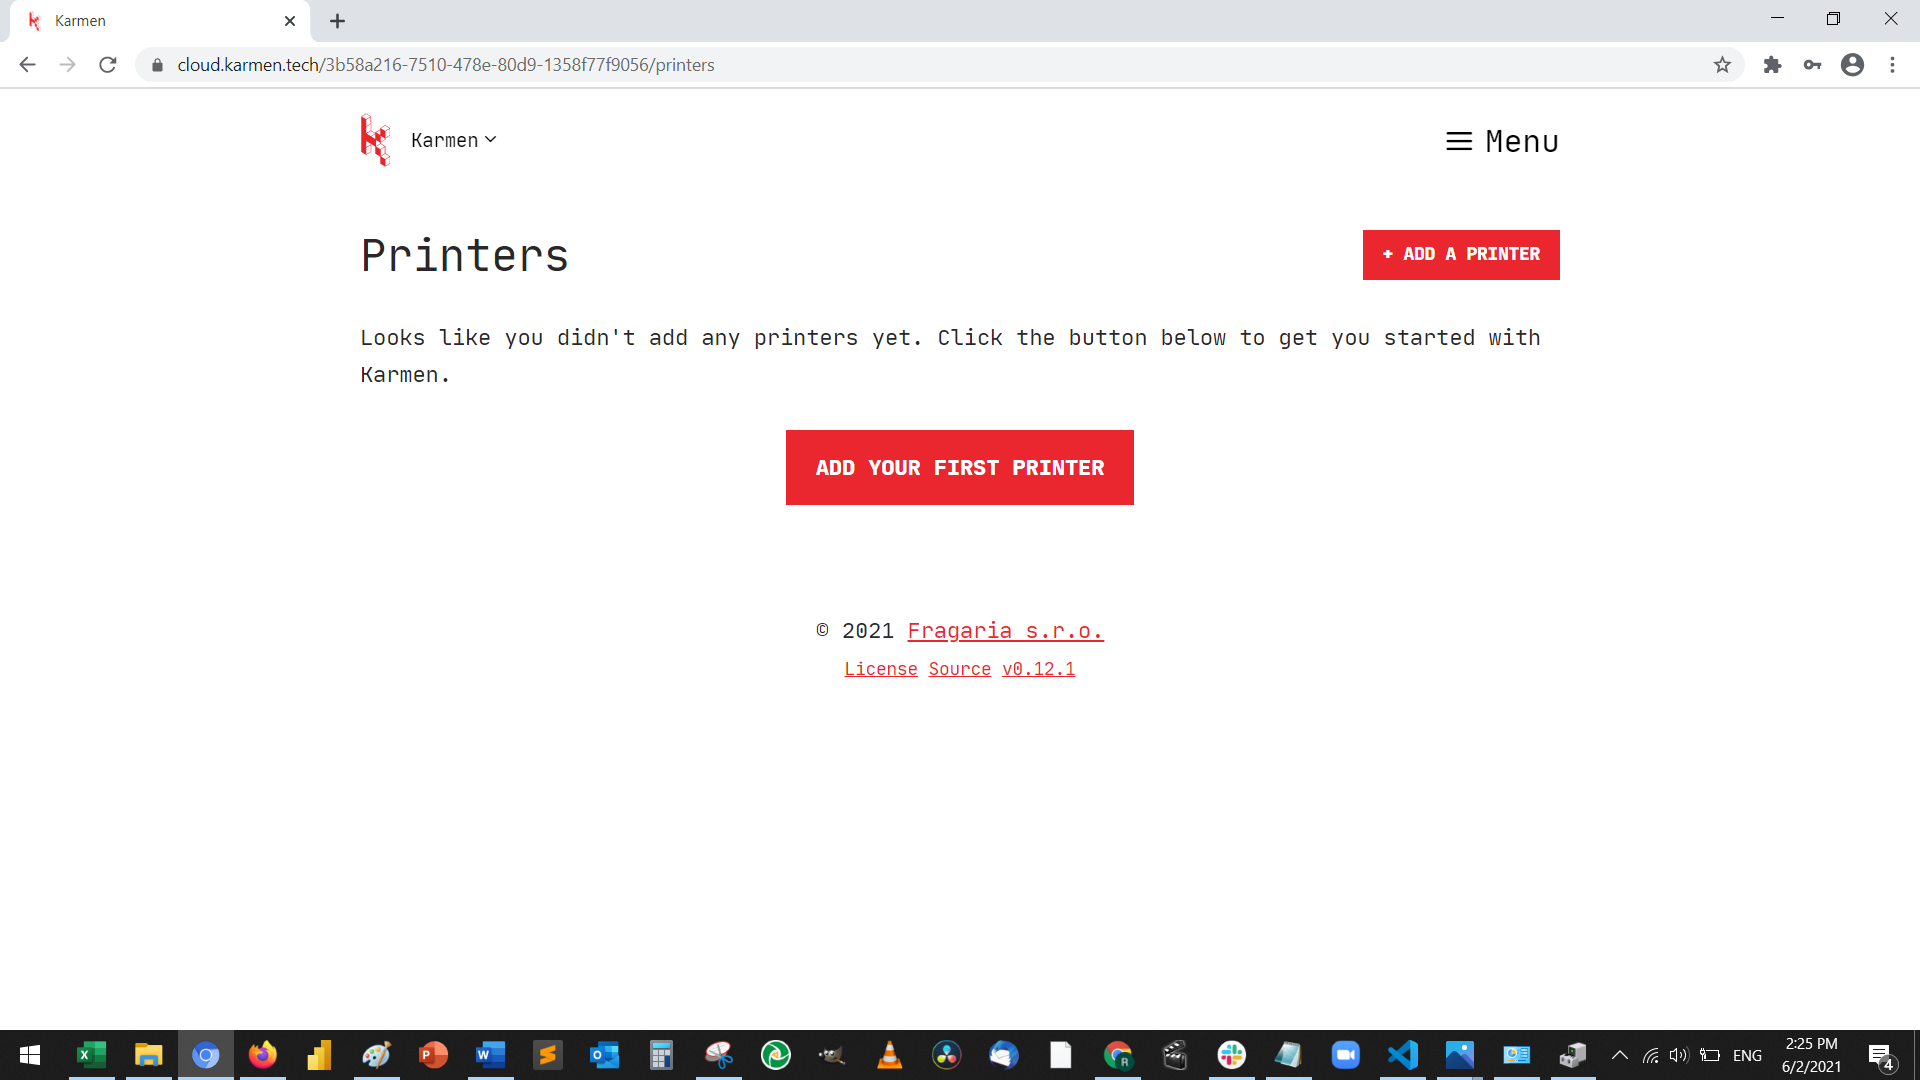 Karmen
cloud.karmen.tech/3b58a216-7510-478e-80d9-1358f77f9056/printers
Karmen
Menu
Printers
+ ADD A PRINTER
Looks like you didn't add any printers yet. Click the button below to get you started with
Karmen.
ADD YOUR FIRST PRINTER
© 2021 Fragaria s.r.o.
License Source v0.12.1
ENG
2:25 PM
6/2/2021
4